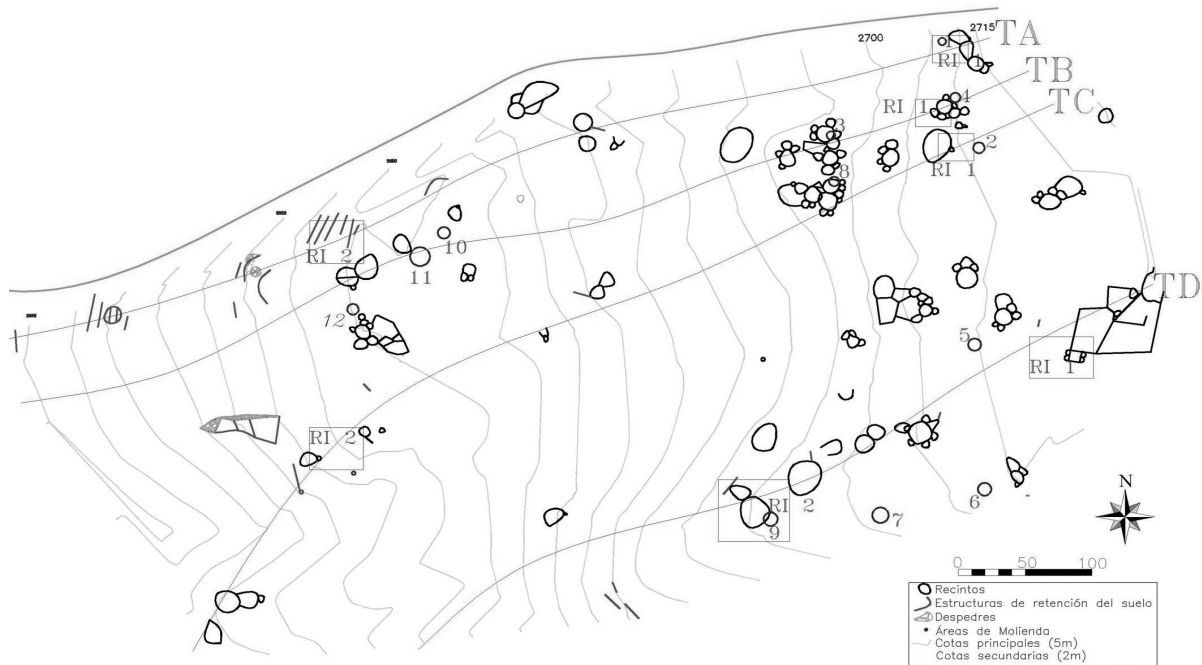 2715
TA
2700
RI 1
TB
4
RI 1
TC
3
2
RI 1
8
RI 2
10
11
12
TD
5
RI 1
RI 2
RI 2
9
7
6
N
0 50 100
Recintos
Estructuras de retención del suelo
Despedres
Áreas de Molienda
Cotas principales (5m)
Cotas secundarias (2m)